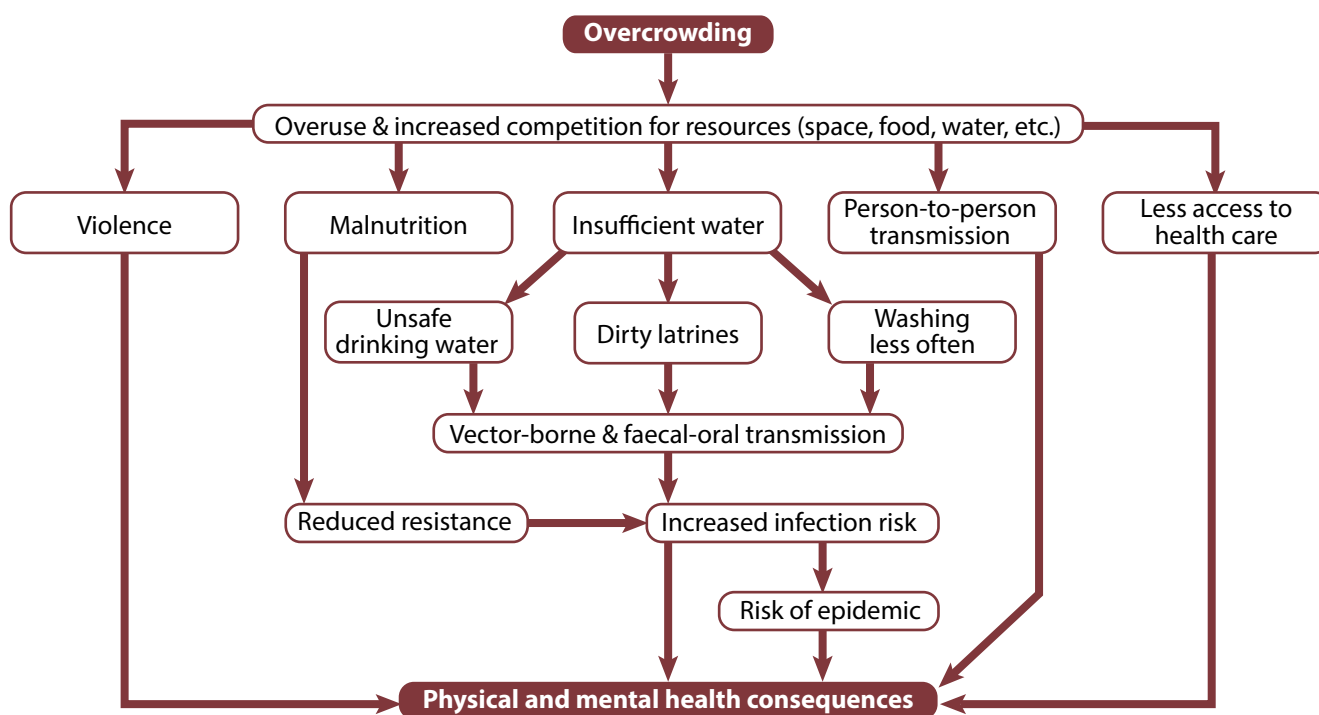 Overcrowding
Overuse & increased competition for resources (space, food, water, etc.)
Violence
Malnutrition
Insufficient water
Person-to-person
transmission
Less access to
health care
Unsafe
drinking water
Dirty latrines
Washing
less often
Vector-borne & faecal-oral transmission
Reduced resistance
Increased infection risk
Risk of epidemic
Physical and mental health consequences